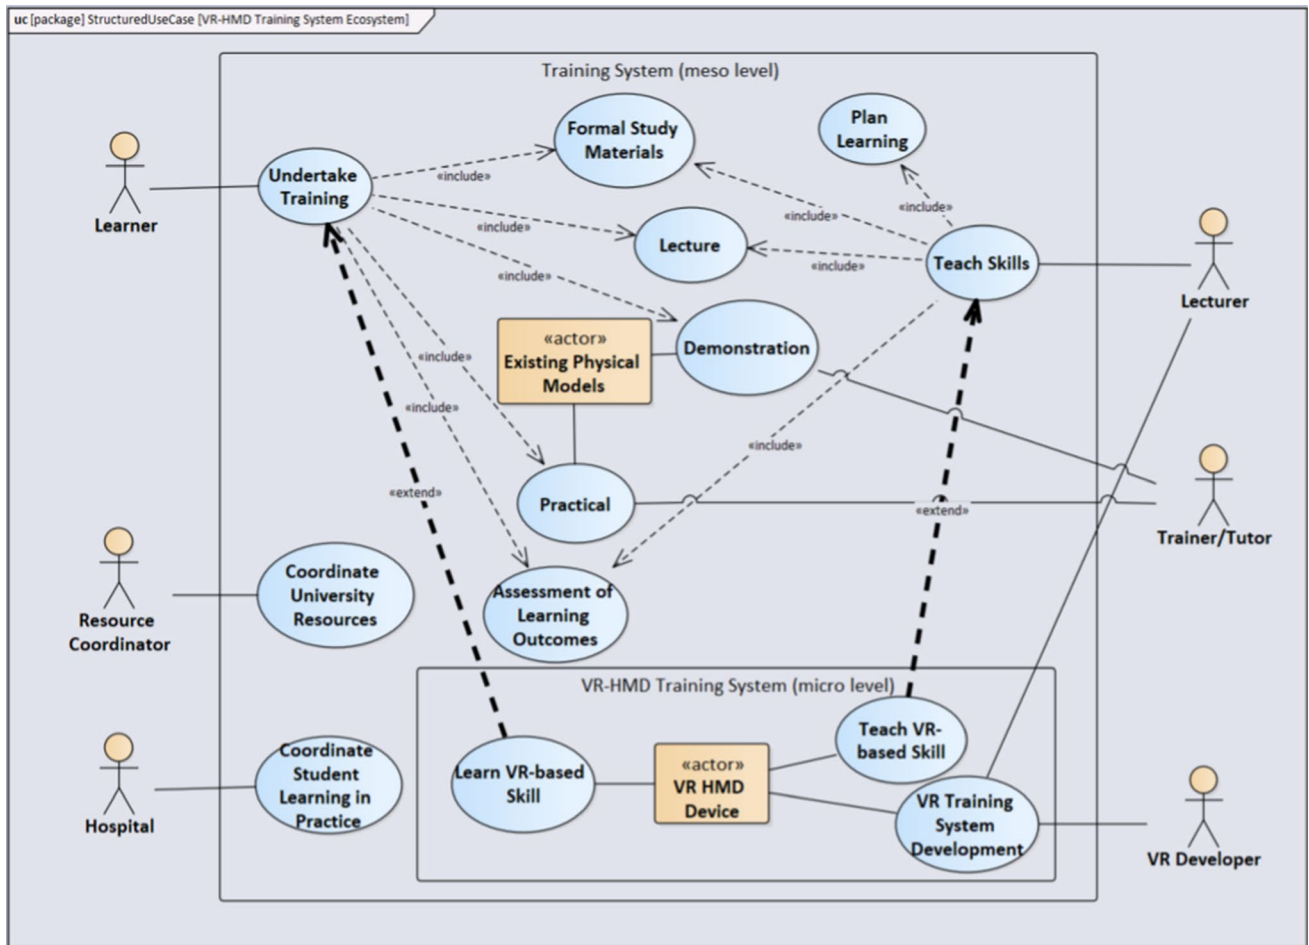 uc [package] StructuredUseCase [VR-HMD Training System Ecosystem]
Training System (meso level)
Formal Study
Materials
Plan
Learning
Undertake
Training
«include»
Learner
«include»
«include»
«include»
Lecture
«include»
Teach Skills
«include»
Lecturer
«include»
«actor»
Existing Physical
Models
Demonstration
«include»
«include»
«include»
«extend»
Practical
«extend»
Trainer/Tutor
Coordinate
University
Resources
Resource
Coordinator
Assessment of
Learning
Outcomes
VR-HMD Training System (micro level)
Teach VR-
based Skill
Coordinate
Student
Learning in
Practice
Hospital
Learn VR-based
Skill
«actor»
VR HMD
Device
VR Training
System
Development
VR Developer